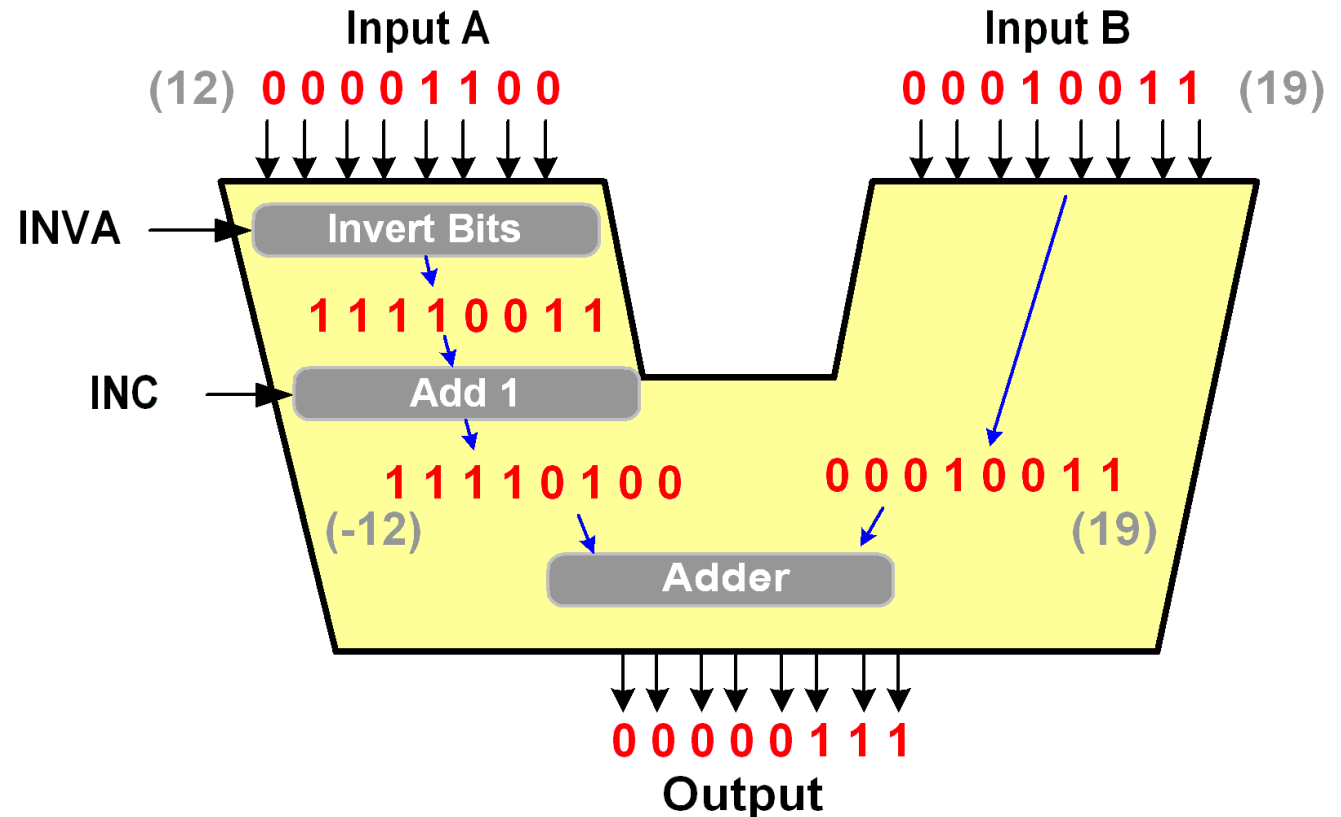 Input A Input B
(12) 0 0 0 0 1 1 0 0 0 0 0 1 0 0 1 1 (19)
INVA Invert Bits
1 1 1 1 0 0 1 1
INC Add 1
1 1 1 1 0 1 0 0 0 0 0 1 0 0 1 1
(-12) (19)
Adder
0 0 0 0 0 1 1 1
Output